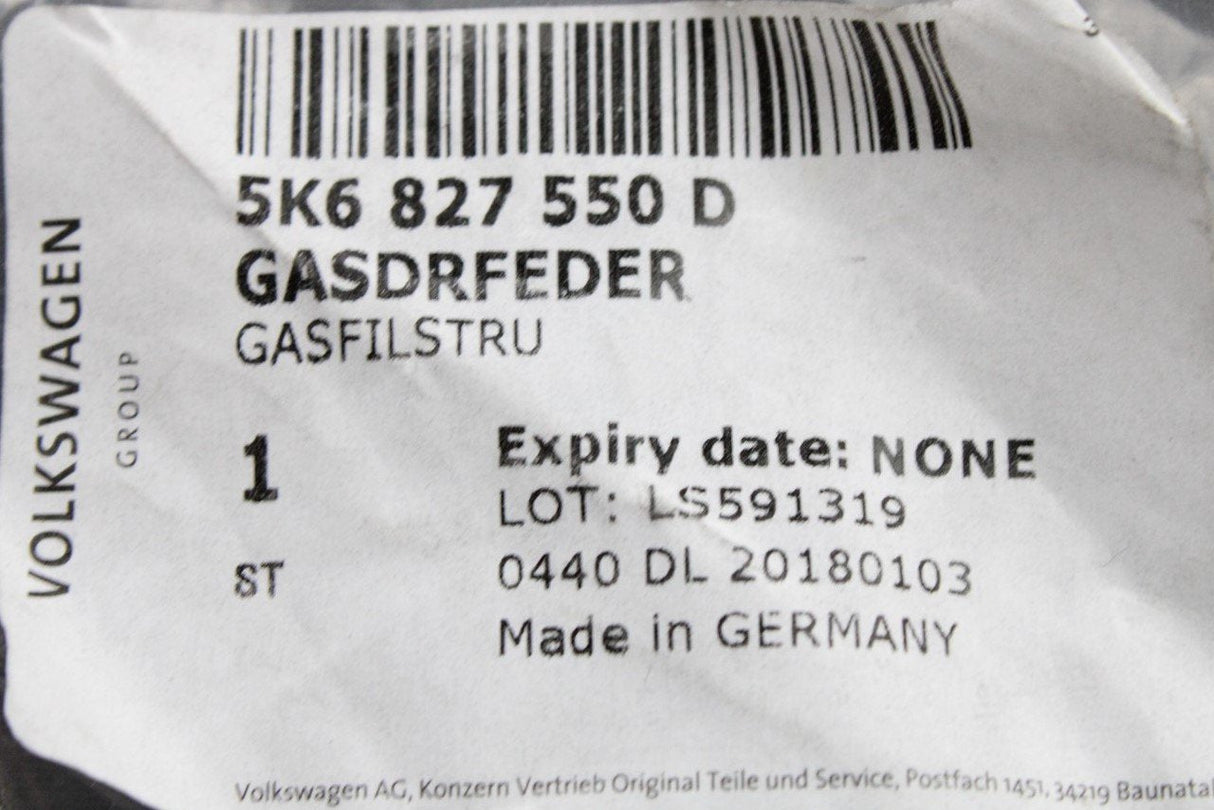 VOLKSWAGEN
GROUP
3
5K6 827 550 D
GASDRFEDER
GASFILSTRU
1
Expiry date: NONE
LOT: LS591319
ST
0440 DL 20180103
Made in GERMANY
Volkswagen AG, Konzern Vertrieb Original Teile und Service, Postfach 1451, 34219 Baunatal